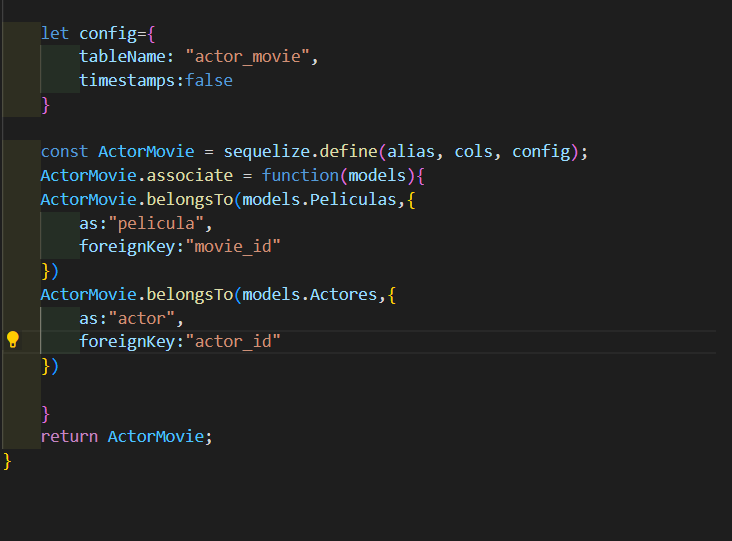 let config={
tableName: "actor_movie",
timestamps:false
}
const ActorMovie = sequelize.define(alias, cols, config);
ActorMovie.associate = function(models){
ActorMovie.belongsTo(models.Peliculas,{
as:"pelicula",
foreignKey:"movie_id"
})
ActorMovie.belongsTo(models.Actores,{
as:"actor",
foreignKey:"actor_id"
})
}
return ActorMovie;
}